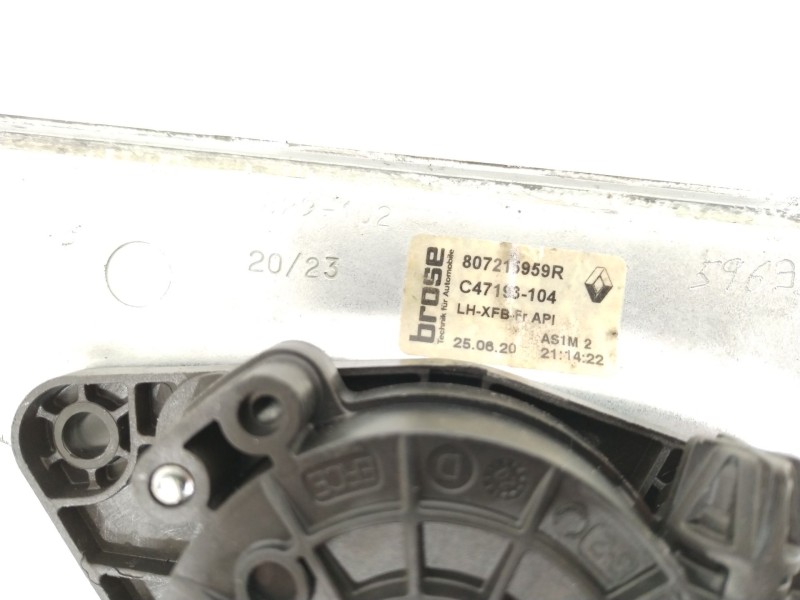 20/23
brose
Technik für Automobile
807215959R
C47193-104
LH-XFB-Fr API
25.06.20
AS1M 2
21:14:22
5963